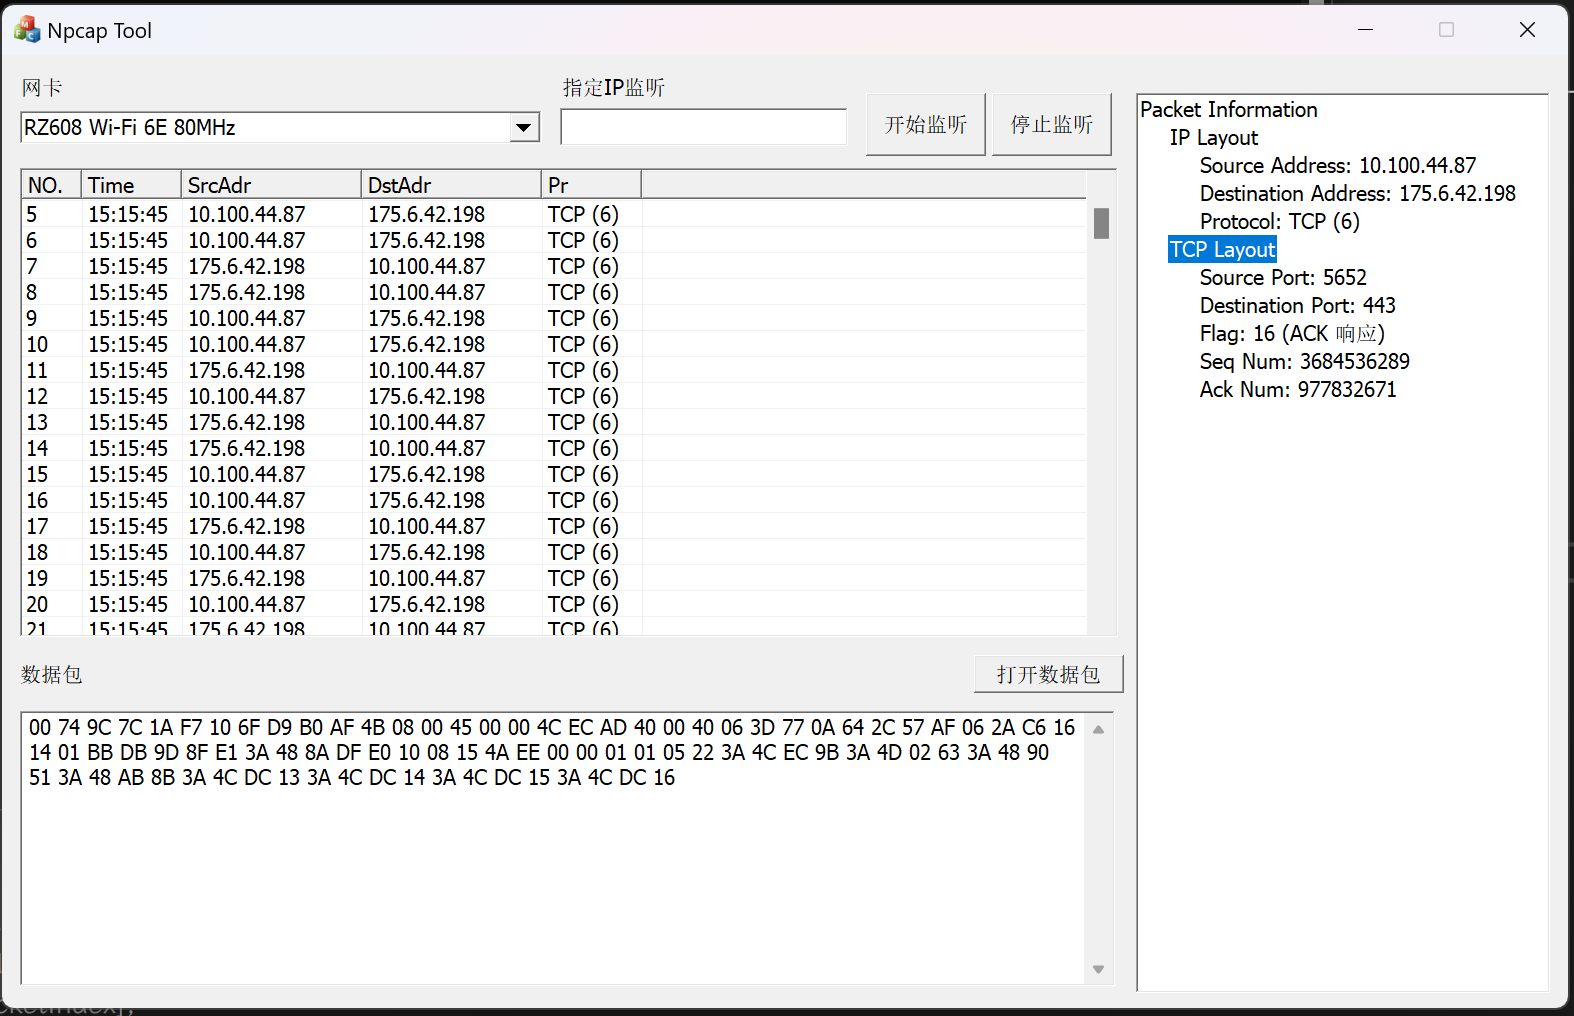 Npcap Tool
网卡
指定IP监听
RZ608 Wi-Fi 6E 80MHz
开始监听
停止监听
NO. Time SrcAdr DstAdr Pr
5 15:15:45 10.100.44.87 175.6.42.198 TCP (6)
6 15:15:45 10.100.44.87 175.6.42.198 TCP (6)
7 15:15:45 175.6.42.198 10.100.44.87 TCP (6)
8 15:15:45 175.6.42.198 10.100.44.87 TCP (6)
9 15:15:45 10.100.44.87 175.6.42.198 TCP (6)
10 15:15:45 10.100.44.87 175.6.42.198 TCP (6)
11 15:15:45 175.6.42.198 10.100.44.87 TCP (6)
12 15:15:45 10.100.44.87 175.6.42.198 TCP (6)
13 15:15:45 175.6.42.198 10.100.44.87 TCP (6)
14 15:15:45 175.6.42.198 10.100.44.87 TCP (6)
15 15:15:45 10.100.44.87 175.6.42.198 TCP (6)
16 15:15:45 10.100.44.87 175.6.42.198 TCP (6)
17 15:15:45 175.6.42.198 10.100.44.87 TCP (6)
18 15:15:45 10.100.44.87 175.6.42.198 TCP (6)
19 15:15:45 175.6.42.198 10.100.44.87 TCP (6)
20 15:15:45 10.100.44.87 175.6.42.198 TCP (6)
21 15:15:45 175.6.42.198 10.100.44.87 TCP (6)
数据包
打开数据包
00 74 9C 7C 1A F7 10 6F D9 B0 AF 4B 08 00 45 00 00 4C EC AD 40 00 40 06 3D 77 0A 64 2C 57 AF 06 2A C6 16
14 01 BB DB 9D 8F E1 3A 48 8A DF E0 10 08 15 4A EE 00 00 01 01 05 22 3A 4C EC 9B 3A 4D 02 63 3A 48 90
51 3A 48 AB 8B 3A 4C DC 13 3A 4C DC 14 3A 4C DC 15 3A 4C DC 16
Packet Information
IP Layout
Source Address: 10.100.44.87
Destination Address: 175.6.42.198
Protocol: TCP (6)
TCP Layout
Source Port: 5652
Destination Port: 443
Flag: 16 (ACK 响应)
Seq Num: 3684536289
Ack Num: 977832671